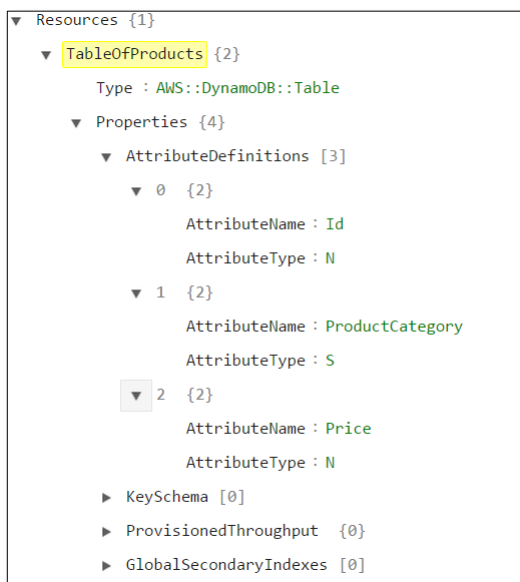 Resources {1}
TableOfProducts {2}
Type : AWS::DynamoDB::Table
Properties {4}
AttributeDefinitions [3]
0 {2}
AttributeName : Id
AttributeType : N
1 {2}
AttributeName : ProductCategory
AttributeType : S
2 {2}
AttributeName : Price
AttributeType : N
KeySchema [0]
ProvisionedThroughput {0}
GlobalSecondaryIndexes [0]